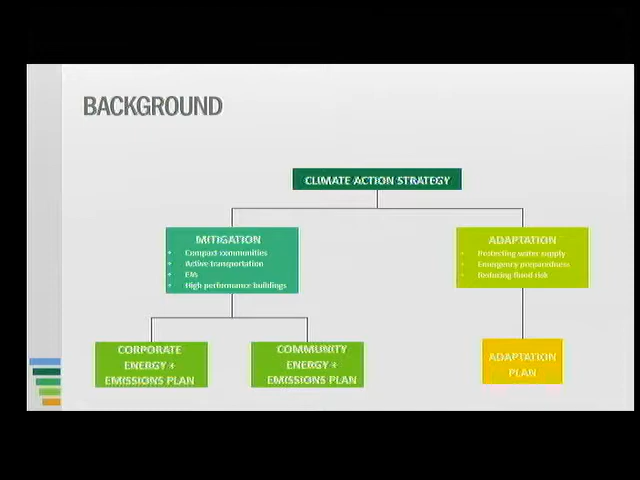 BACKGROUND
CLIMATE ACTION STRATEGY
MITIGATION
• Compact communities
• Active transportation
• EVs
• High performance buildings
ADAPTATION
• Protecting water supply
• Emergency preparedness
• Reducing flood risk
CORPORATE
ENERGY +
EMISSIONS PLAN
COMMUNITY
ENERGY +
EMISSIONS PLAN
ADAPTATION
PLAN